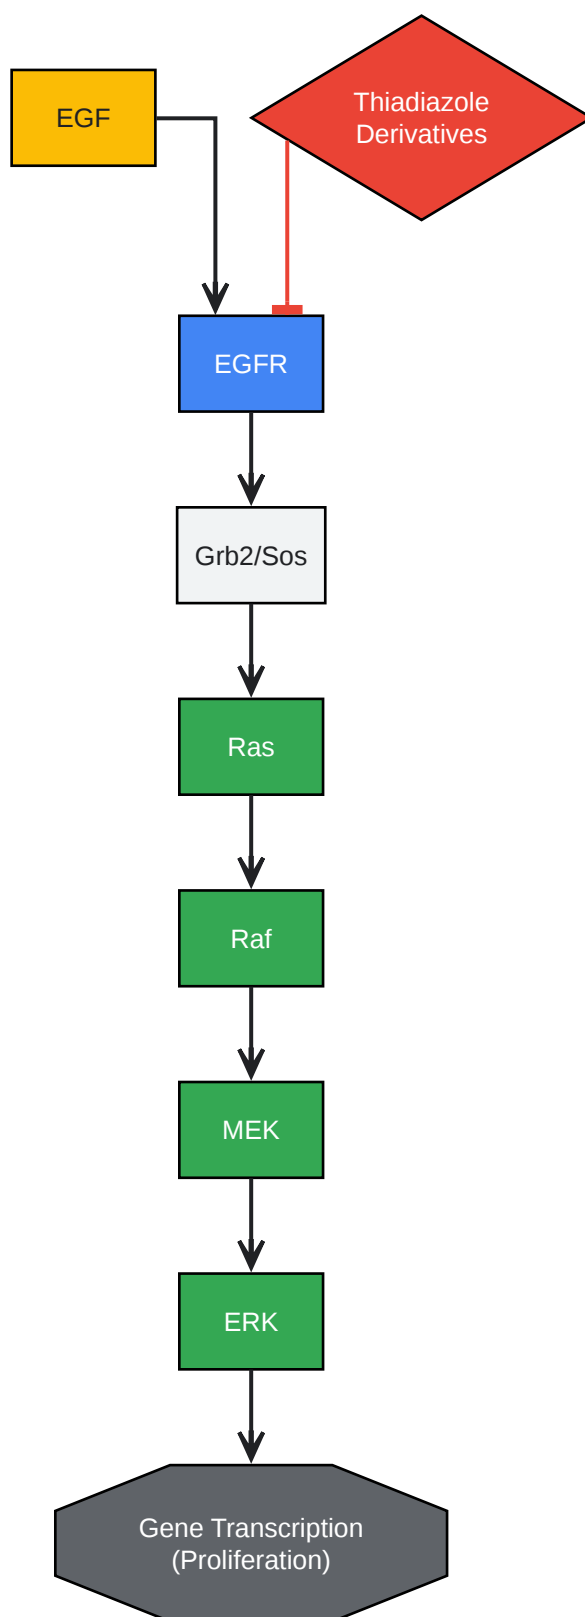 EGF
Thiadiazole
Derivatives
EGFR
Grb2/Sos
Ras
Raf
MEK
ERK
Gene Transcription
(Proliferation)